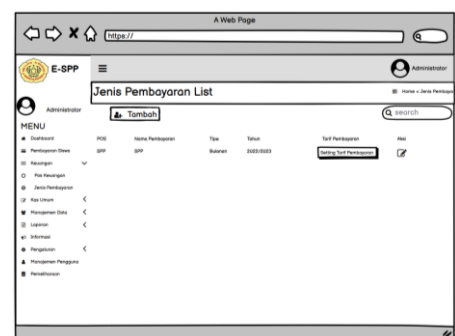 A Web Page
https://
E-SPP
Administrator
Jenis Pembayaran List
Home > Jenis Pembaya
Administrator
Tambah
search
MENU
Dashboard
Pembayaran Siswa
Keuangan
Pos Keuangan
Jenis Pembayaran
Kas Umum
Manajemen Data
Laporan
Informasi
Pengaturan
Manajemen Pengguna
Pemeliharaan
POS Nama Pembayaran Tipe Tahun Tarif Pembayaran Aksi
SPP SPP Bulanan 2022/2023 Setting Tarif Pembayaran